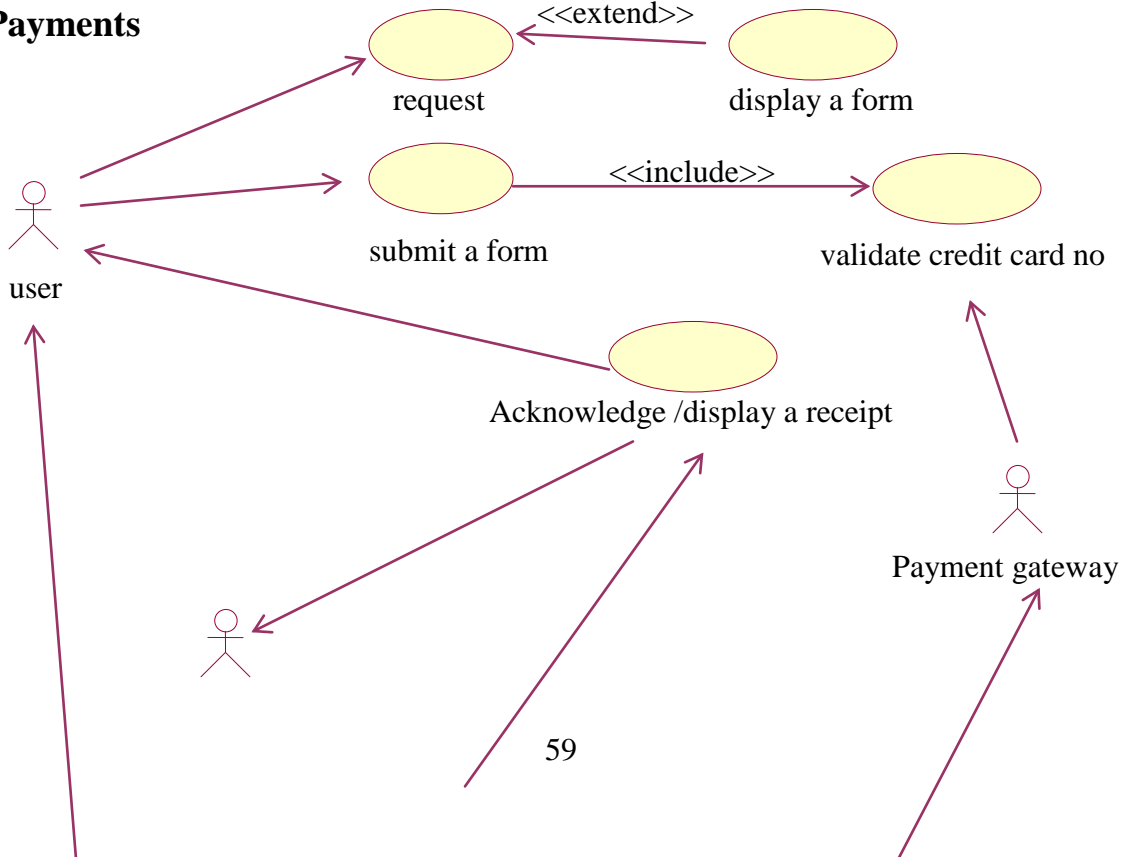 Payments
<<extend>>
request
display a form
<<include>>
submit a form
validate credit card no
user
Acknowledge /display a receipt
Payment gateway
59